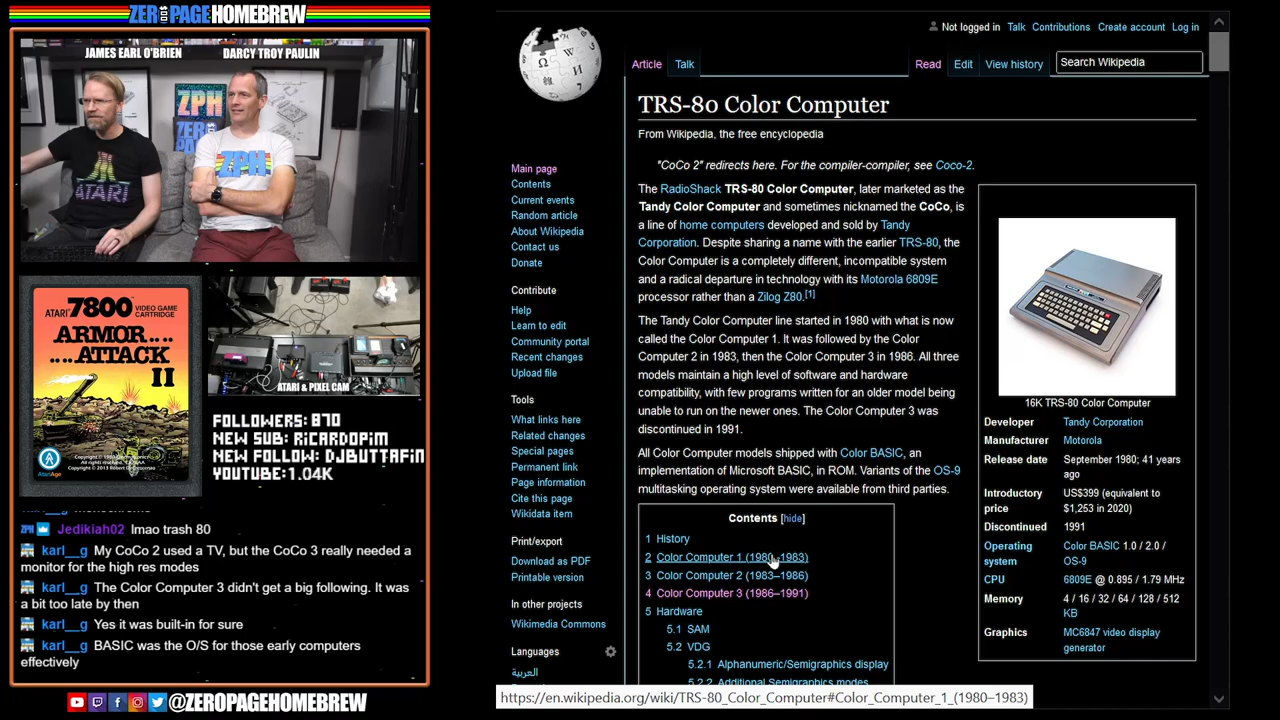 ZEROPAGEHOMEBREW
JAMES EARL O'BRIEN
DARCY TROY PAULIN
ZPH
ATARI
ZPH
ATARI 7800 VIDEO GAME CARTRIDGE
ARMOR....
....ATTACK
II
AtariAge
ATARI & PIXEL CAM
FOLLOWERS: 870
NEW SUB: RICARDOPIM
NEW FOLLOW: DJBUTTAFIN
YOUTUBE:1.04K
Jedikiah02 lmao trash 80
karl__g My CoCo 2 used a TV, but the CoCo 3 really needed a
monitor for the high res modes
karl__g The Color Computer 3 didn't get a big following. It was
a bit too late by then
karl__g Yes it was built-in for sure
karl__g BASIC was the O/S for those early computers
effectively
@ZEROPAGEHOMEBREW
Not logged in Talk Contributions Create account Log in
Article Talk Read Edit View history Search Wikipedia
Main page
Contents
Current events
Random article
About Wikipedia
Contact us
Donate
Contribute
Help
Learn to edit
Community portal
Recent changes
Upload file
Tools
What links here
Related changes
Special pages
Permanent link
Page information
Cite this page
Wikidata item
Print/export
Download as PDF
Printable version
In other projects
Wikimedia Commons
Languages
العربية
TRS-80 Color Computer
From Wikipedia, the free encyclopedia
"CoCo 2" redirects here. For the compiler-compiler, see Coco-2.
The RadioShack TRS-80 Color Computer, later marketed as the
Tandy Color Computer and sometimes nicknamed the CoCo, is
a line of home computers developed and sold by Tandy
Corporation. Despite sharing a name with the earlier TRS-80, the
Color Computer is a completely different, incompatible system
and a radical departure in technology with its Motorola 6809E
processor rather than a Zilog Z80.[1]
The Tandy Color Computer line started in 1980 with what is now
called the Color Computer 1. It was followed by the Color
Computer 2 in 1983, then the Color Computer 3 in 1986. All three
models maintain a high level of software and hardware
compatibility, with few programs written for an older model being
unable to run on the newer ones. The Color Computer 3 was
discontinued in 1991.
All Color Computer models shipped with Color BASIC, an
implementation of Microsoft BASIC, in ROM. Variants of the OS-9
multitasking operating system were available from third parties.
Contents [hide]
1 History
2 Color Computer 1 (1980–1983)
3 Color Computer 2 (1983–1986)
4 Color Computer 3 (1986–1991)
5 Hardware
5.1 SAM
5.2 VDG
5.2.1 Alphanumeric/Semigraphics display
5.2.2 Additional Semigraphics modes
16K TRS-80 Color Computer
Developer Tandy Corporation
Manufacturer Motorola
Release date September 1980; 41 years
ago
Introductory US$399 (equivalent to
price $1,253 in 2020)
Discontinued 1991
Operating Color BASIC 1.0 / 2.0 /
system OS-9
CPU 6809E @ 0.895 / 1.79 MHz
Memory 4 / 16 / 32 / 64 / 128 / 512
KB
Graphics MC6847 video display
generator
https://en.wikipedia.org/wiki/TRS-80_Color_Computer#Color_Computer_1_(1980–1983)